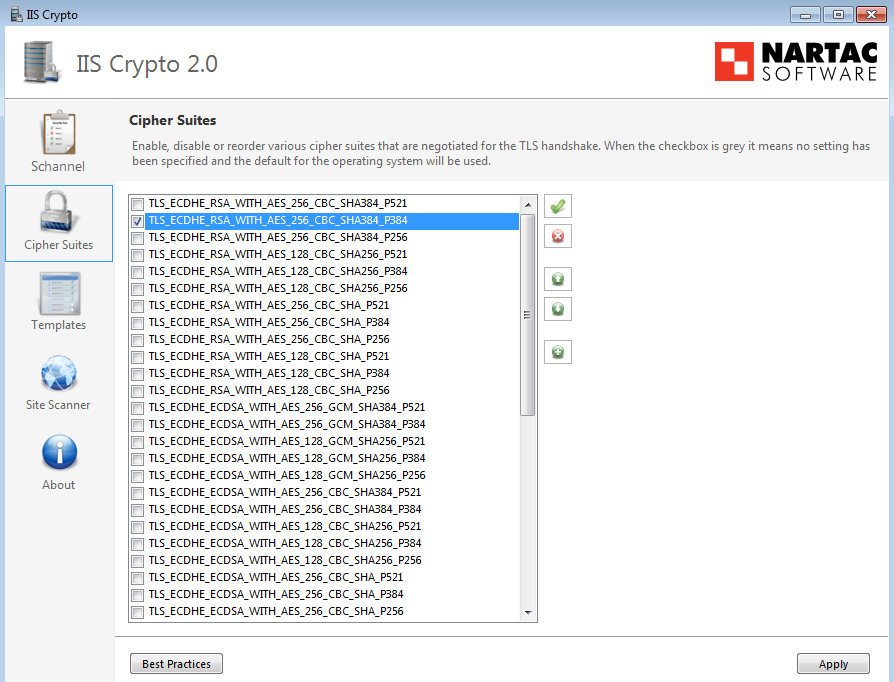 IIS Crypto
IIS Crypto 2.0
NARTAC
SOFTWARE
Schannel
Cipher Suites
Templates
Site Scanner
About
Cipher Suites
Enable, disable or reorder various cipher suites that are negotiated for the TLS handshake. When the checkbox is grey it means no setting has
been specified and the default for the operating system will be used.
TLS_ECDHE_RSA_WITH_AES_256_CBC_SHA384_P521
TLS_ECDHE_RSA_WITH_AES_256_CBC_SHA384_P384
TLS_ECDHE_RSA_WITH_AES_256_CBC_SHA384_P256
TLS_ECDHE_RSA_WITH_AES_128_CBC_SHA256_P521
TLS_ECDHE_RSA_WITH_AES_128_CBC_SHA256_P384
TLS_ECDHE_RSA_WITH_AES_128_CBC_SHA256_P256
TLS_ECDHE_RSA_WITH_AES_256_CBC_SHA_P521
TLS_ECDHE_RSA_WITH_AES_256_CBC_SHA_P384
TLS_ECDHE_RSA_WITH_AES_256_CBC_SHA_P256
TLS_ECDHE_RSA_WITH_AES_128_CBC_SHA_P521
TLS_ECDHE_RSA_WITH_AES_128_CBC_SHA_P384
TLS_ECDHE_RSA_WITH_AES_128_CBC_SHA_P256
TLS_ECDHE_ECDSA_WITH_AES_256_GCM_SHA384_P521
TLS_ECDHE_ECDSA_WITH_AES_256_GCM_SHA384_P384
TLS_ECDHE_ECDSA_WITH_AES_128_GCM_SHA256_P521
TLS_ECDHE_ECDSA_WITH_AES_128_GCM_SHA256_P384
TLS_ECDHE_ECDSA_WITH_AES_128_GCM_SHA256_P256
TLS_ECDHE_ECDSA_WITH_AES_256_CBC_SHA384_P521
TLS_ECDHE_ECDSA_WITH_AES_256_CBC_SHA384_P384
TLS_ECDHE_ECDSA_WITH_AES_128_CBC_SHA256_P521
TLS_ECDHE_ECDSA_WITH_AES_128_CBC_SHA256_P384
TLS_ECDHE_ECDSA_WITH_AES_128_CBC_SHA256_P256
TLS_ECDHE_ECDSA_WITH_AES_256_CBC_SHA_P521
TLS_ECDHE_ECDSA_WITH_AES_256_CBC_SHA_P384
TLS_ECDHE_ECDSA_WITH_AES_256_CBC_SHA_P256
Best Practices
Apply